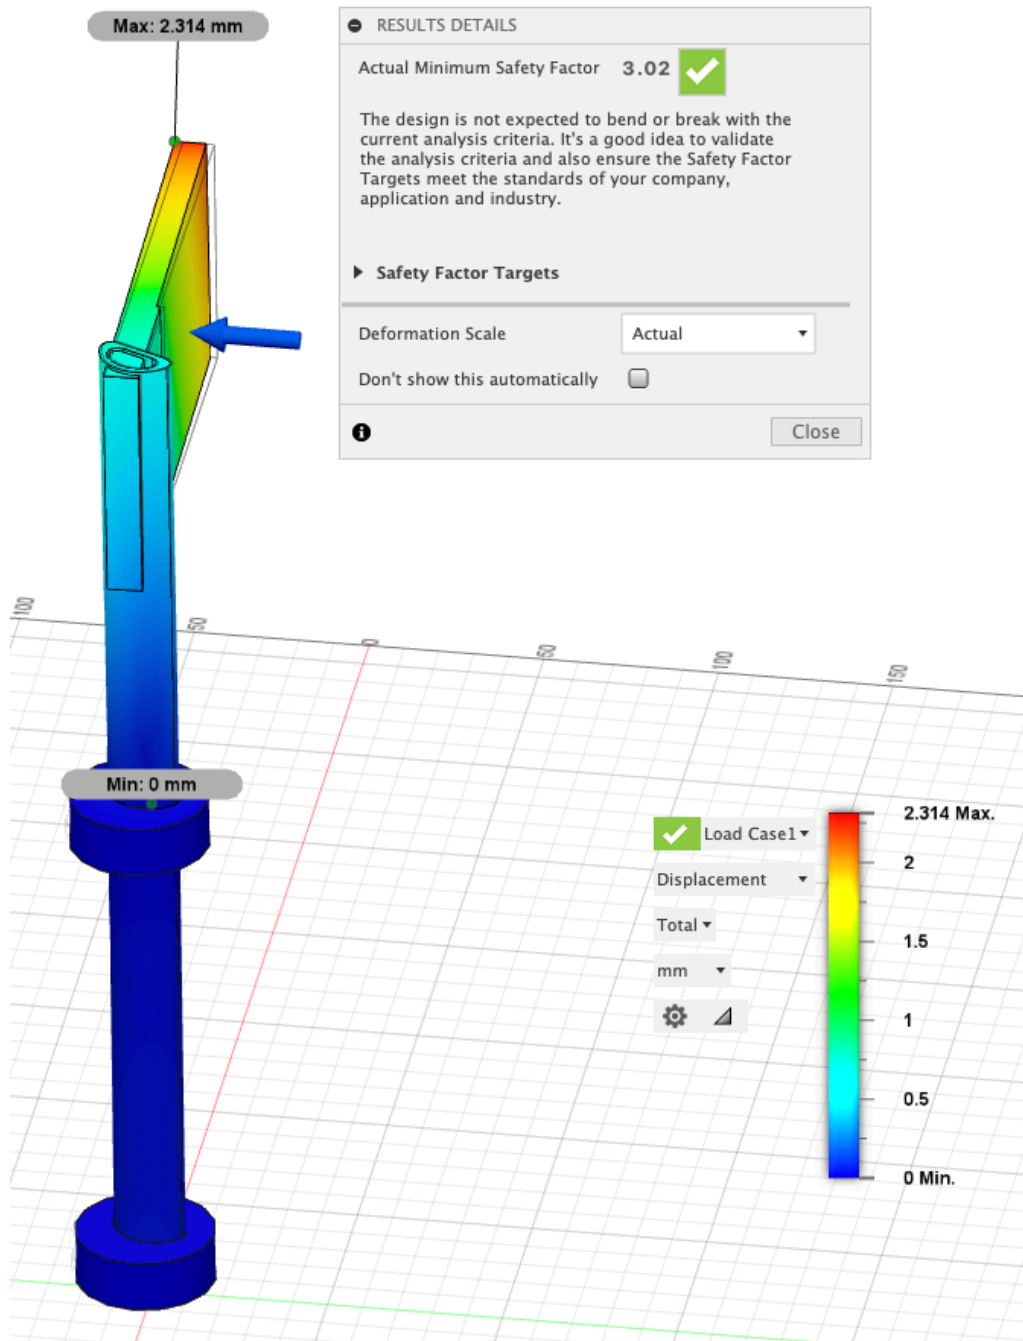 Max: 2.314 mm
RESULTS DETAILS
Actual Minimum Safety Factor 3.02
The design is not expected to bend or break with the
current analysis criteria. It's a good idea to validate
the analysis criteria and also ensure the Safety Factor
Targets meet the standards of your company,
application and industry.
Safety Factor Targets
Deformation Scale Actual
Don't show this automatically
Close
100
50
0
50
100
150
Min: 0 mm
Load Case1
Displacement
Total
mm
2.314 Max.
2
1.5
1
0.5
0 Min.